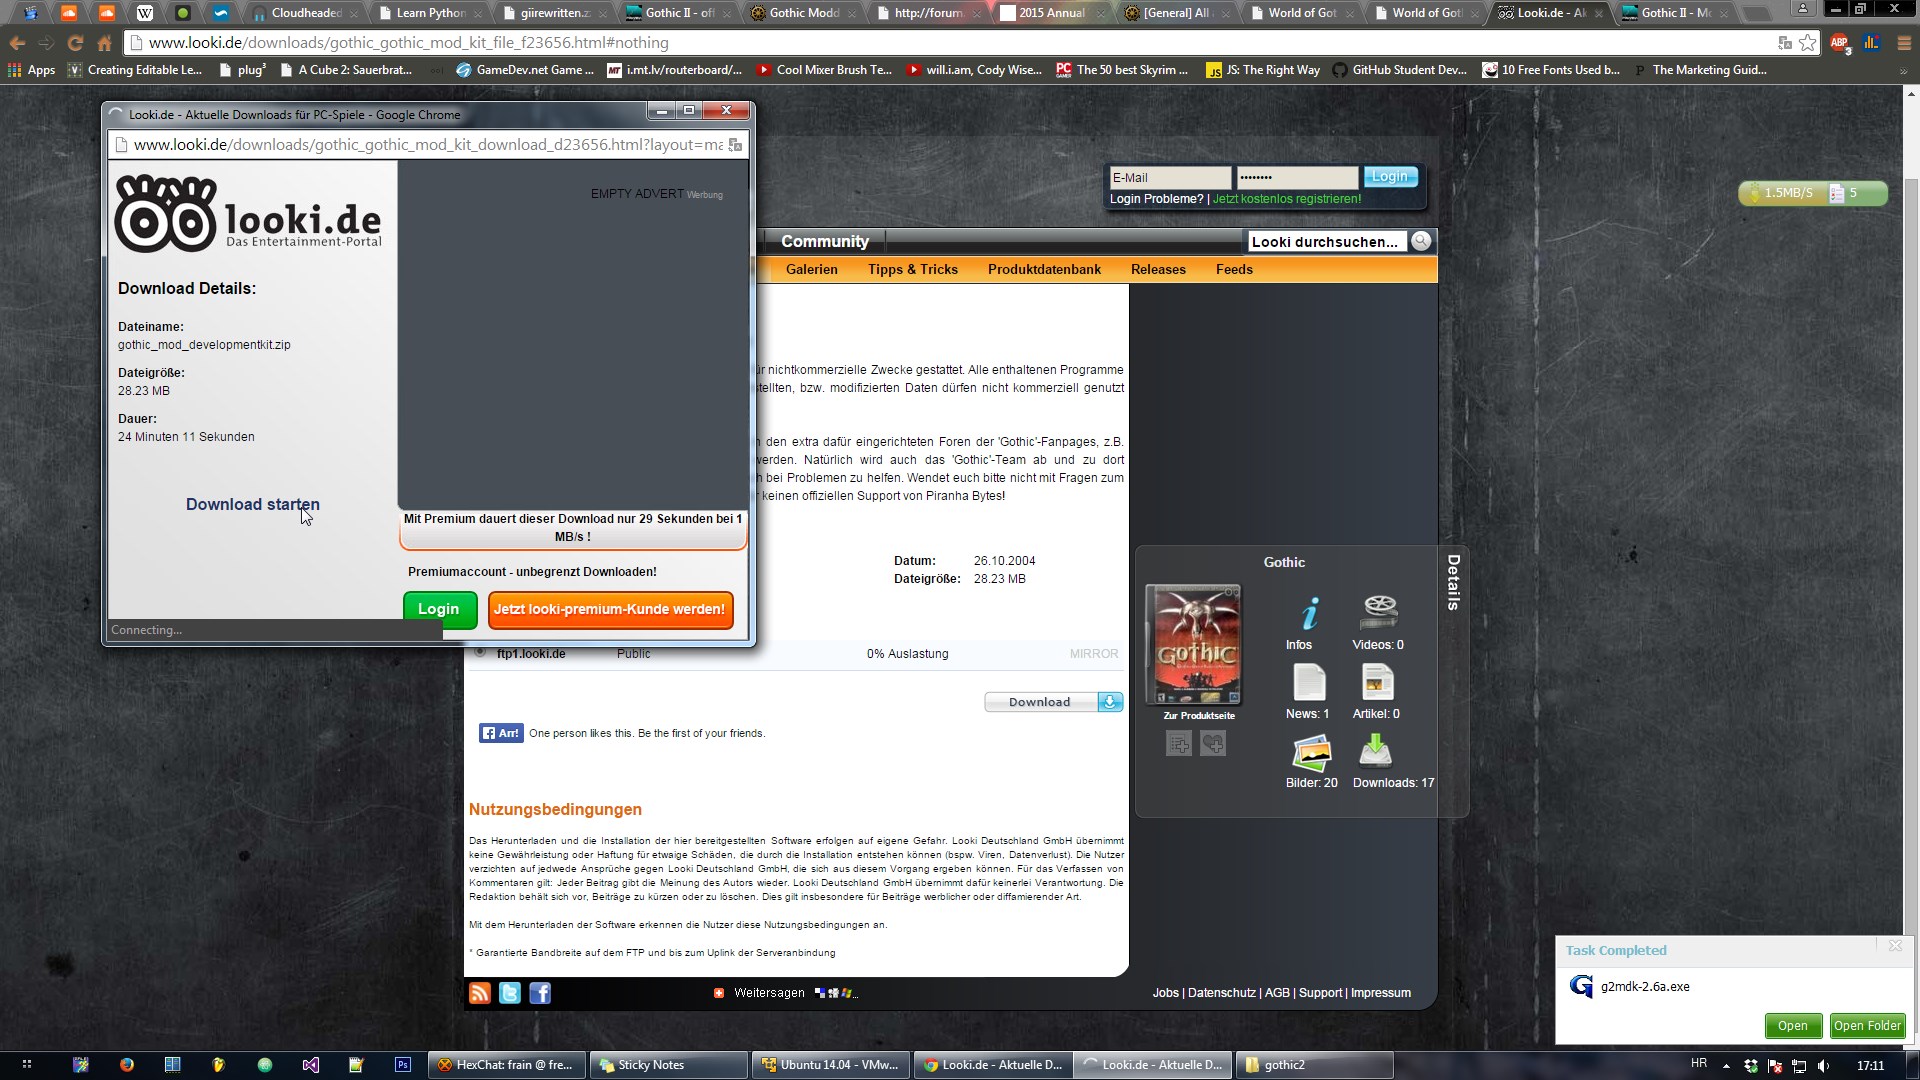 Cloudheaded
Learn Python
giirewritten.z
Gothic II - of
Gothic Modd
http://forum.
2015 Annual
[General] All
World of Got
World of Got
Looki.de - Ak
Gothic II - M
www.looki.de/downloads/gothic_gothic_mod_kit_file_f23656.html#nothing
Apps
Creating Editable Le...
plug³
A Cube 2: Sauerbrat...
GameDev.net Game ...
i.mt.lv/routerboard/...
Cool Mixer Brush Te...
will.i.am, Cody Wise...
The 50 best Skyrim ...
JS: The Right Way
GitHub Student Dev...
10 Free Fonts Used b...
The Marketing Guid...
Looki.de - Aktuelle Downloads für PC-Spiele - Google Chrome
www.looki.de/downloads/gothic_gothic_mod_kit_download_d23656.html?layout=ma
looki.de
Das Entertainment-Portal
EMPTY ADVERT Werbung
Download Details:
Dateiname:
gothic_mod_developmentkit.zip
Dateigröße:
28.23 MB
Dauer:
24 Minuten 11 Sekunden
Download starten
Mit Premium dauert dieser Download nur 29 Sekunden bei 1
MB/s !
Premiumaccount - unbegrenzt Downloaden!
Login
Jetzt looki-premium-Kunde werden!
Connecting...
E-Mail
••••••••
Login
Login Probleme? | Jetzt kostenlos registrieren!
1.5MB/S
5
Community
Looki durchsuchen...
Galerien
Tipps & Tricks
Produktdatenbank
Releases
Feeds
ür nichtkommerzielle Zwecke gestattet. Alle enthaltenen Programme
stellten, bzw. modifizierten Daten dürfen nicht kommerziell genutzt
n den extra dafür eingerichteten Foren der 'Gothic'-Fanpages, z.B.
werden. Natürlich wird auch das 'Gothic'-Team ab und zu dort
h bei Problemen zu helfen. Wendet euch bitte nicht mit Fragen zum
r keinen offiziellen Support von Piranha Bytes!
Datum:
26.10.2004
Dateigröße:
28.23 MB
ftp1.looki.de
Public
0% Auslastung
MIRROR
Download
Arr!
One person likes this. Be the first of your friends.
Gothic
Details
GOTHIC
Zur Produktseite
Infos
Videos: 0
News: 1
Artikel: 0
Bilder: 20
Downloads: 17
Nutzungsbedingungen
Das Herunterladen und die Installation der hier bereitgestellten Software erfolgen auf eigene Gefahr. Looki Deutschland GmbH übernimmt
keine Gewährleistung oder Haftung für etwaige Schäden, die durch die Installation entstehen können (bspw. Viren, Datenverlust). Die Nutzer
verzichten auf jedwede Ansprüche gegen Looki Deutschland GmbH, die sich aus diesem Vorgang ergeben können. Für das Verfassen von
Kommentaren gilt: Jeder Beitrag gibt die Meinung des Autors wieder. Looki Deutschland GmbH übernimmt dafür keinerlei Verantwortung. Die
Redaktion behält sich vor, Beiträge zu kürzen oder zu löschen. Dies gilt insbesondere für Beiträge werblicher oder diffamierender Art.
Mit dem Herunterladen der Software erkennen die Nutzer diese Nutzungsbedingungen an.
* Garantierte Bandbreite auf dem FTP und bis zum Uplink der Serveranbindung
Weitersagen
Jobs | Datenschutz | AGB | Support | Impressum
Task Completed
g2mdk-2.6a.exe
Open
Open Folder
HexChat: frain @ fre...
Sticky Notes
Ubuntu 14.04 - VMw...
Looki.de - Aktuelle D...
Looki.de - Aktuelle D...
gothic2
HR
17:11